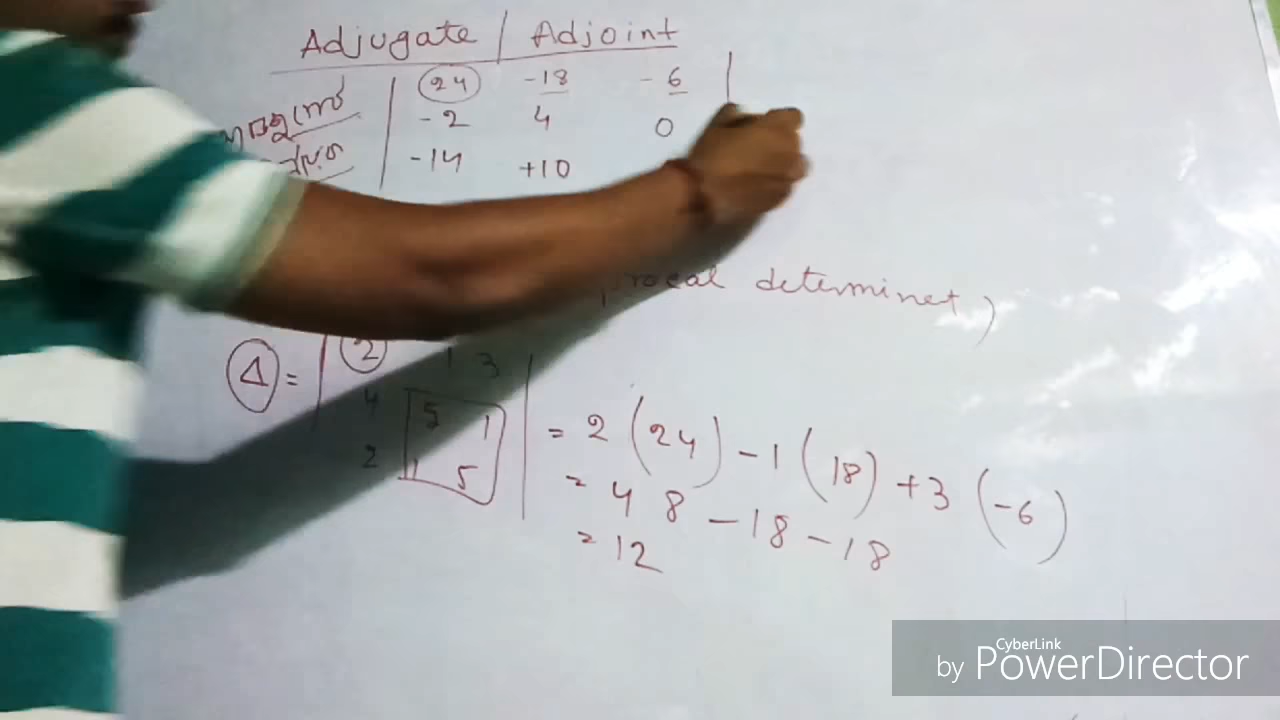 Adjugate / Adjoint
24 -18 -6
-2 4 0
-14 +10
rocal determinet)
Δ = | 2 1 3 |
4 5 1
2 1 5
= 2 (24) - 1 (18) + 3 (-6)
= 48 - 18 - 18
= 12
CyberLink
by PowerDirector